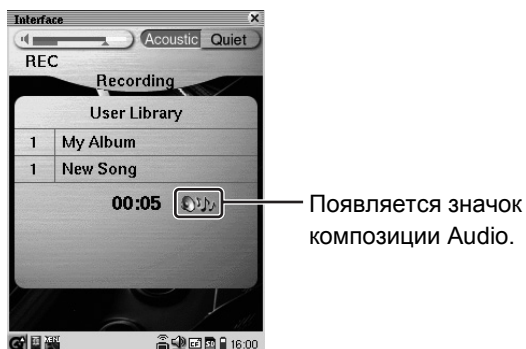 Interface
Acoustic Quiet
REC
Recording
User Library
1 My Album
1 New Song
00:05
Появляется значок
композиции Audio.
MENU
16:00